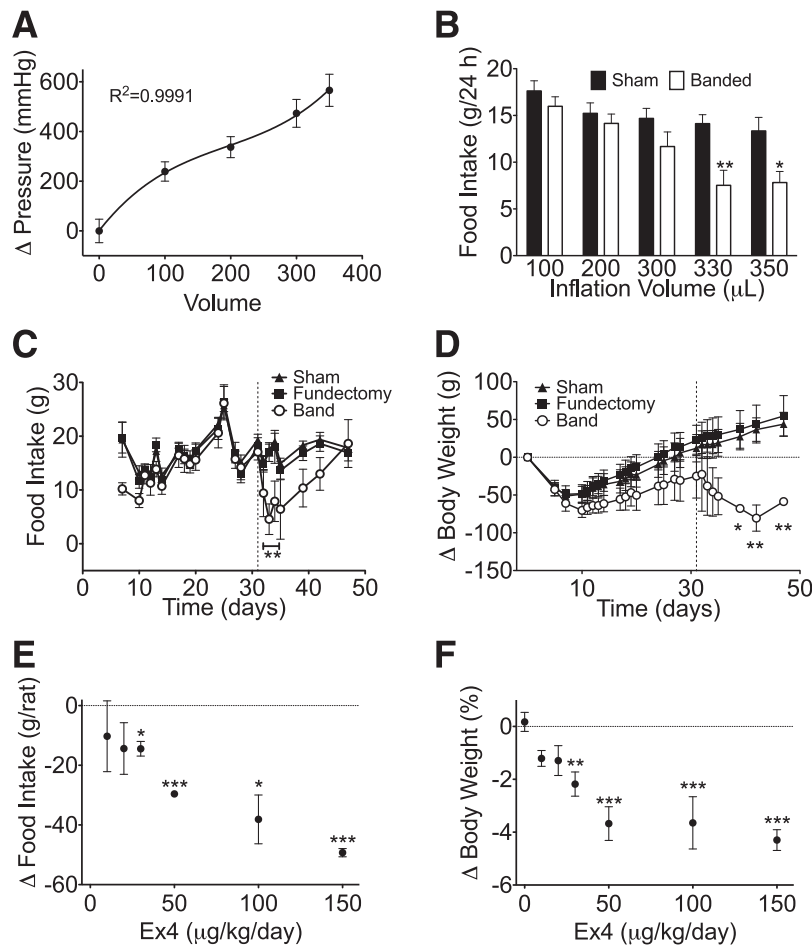 A
Δ Pressure (mmHg)
600
400
200
0
R²=0.9991
0 100 200 300 400
Volume
B
Food Intake (g/24 h)
20
15
10
5
0
Sham Banded
** *
100 200 300 330 350
Inflation Volume (μL)
C
Food Intake (g)
30
20
10
0
Sham
Fundectomy
Band
**
0 10 20 30 40 50
Time (days)
D
Δ Body Weight (g)
100
50
0
-50
-100
-150
Sham
Fundectomy
Band
*
**
**
10 20 30 40 50
Time (days)
E
Δ Food Intake (g/rat)
0
-20
-40
-60
*
***
*
***
0 50 100 150
Ex4 (μg/kg/day)
F
Δ Body Weight (%)
2
0
-2
-4
-6
**
***
***
***
0 50 100 150
Ex4 (μg/kg/day)